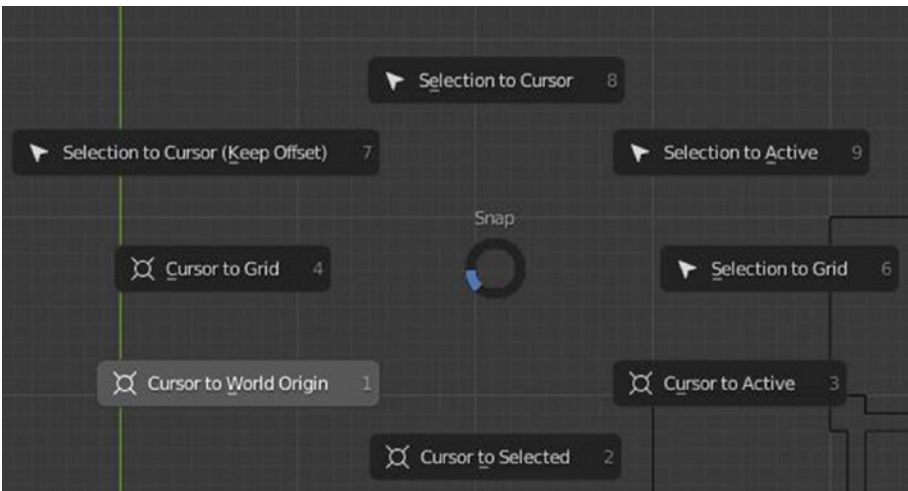 Selection to Cursor 8
Selection to Cursor (Keep Offset) 7
Selection to Active 9
Snap
Cursor to Grid 4
Selection to Grid 6
Cursor to World Origin 1
Cursor to Active 3
Cursor to Selected 2